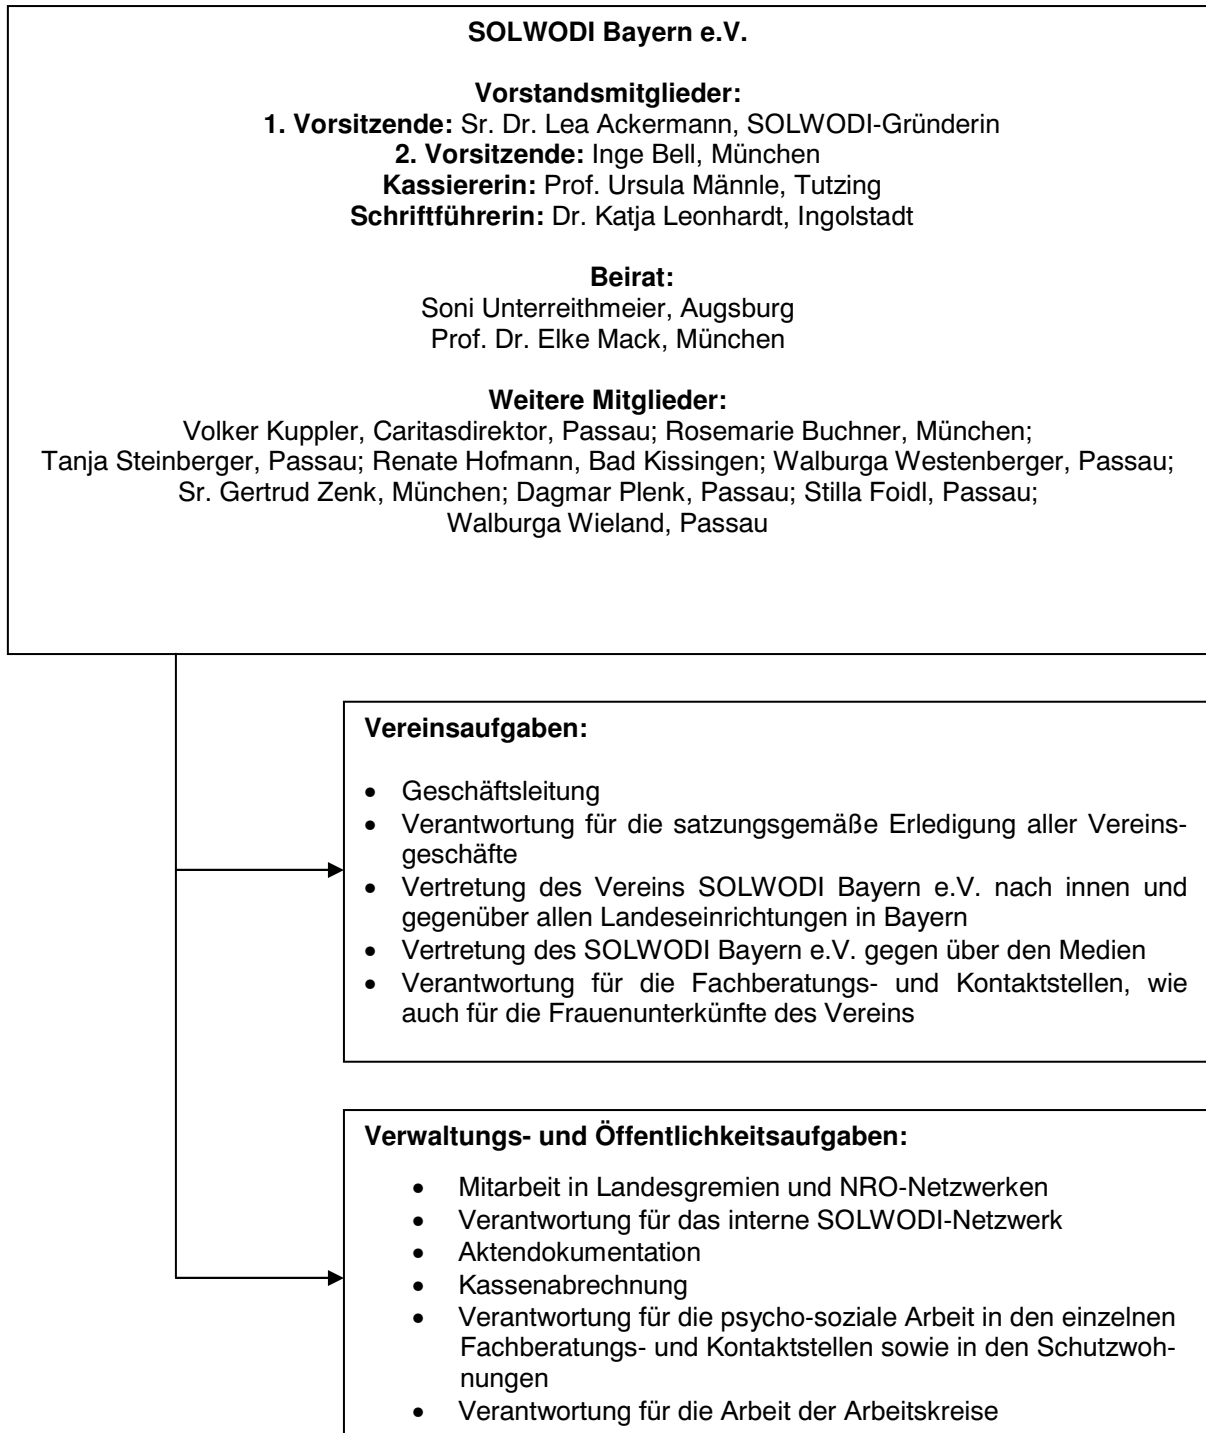 SOLWODI Bayern e.V.
Vorstandsmitglieder:
1. Vorsitzende: Sr. Dr. Lea Ackermann, SOLWODI-Gründerin
2. Vorsitzende: Inge Bell, München
Kassiererin: Prof. Ursula Männle, Tutzing
Schriftführerin: Dr. Katja Leonhardt, Ingolstadt
Beirat:
Soni Unterreithmeier, Augsburg
Prof. Dr. Elke Mack, München
Weitere Mitglieder:
Volker Kuppler, Caritasdirektor, Passau; Rosemarie Buchner, München;
Tanja Steinberger, Passau; Renate Hofmann, Bad Kissingen; Walburga Westenberger, Passau;
Sr. Gertrud Zenk, München; Dagmar Plenk, Passau; Stilla Foidl, Passau;
Walburga Wieland, Passau
Vereinsaufgaben:
• Geschäftsleitung
• Verantwortung für die satzungsgemäße Erledigung aller Vereins-
geschäfte
• Vertretung des Vereins SOLWODI Bayern e.V. nach innen und
gegenüber allen Landeseinrichtungen in Bayern
• Vertretung des SOLWODI Bayern e.V. gegen über den Medien
• Verantwortung für die Fachberatungs- und Kontaktstellen, wie
auch für die Frauenunterkünfte des Vereins
Verwaltungs- und Öffentlichkeitsaufgaben:
• Mitarbeit in Landesgremien und NRO-Netzwerken
• Verantwortung für das interne SOLWODI-Netzwerk
• Aktendokumentation
• Kassenabrechnung
• Verantwortung für die psycho-soziale Arbeit in den einzelnen
Fachberatungs- und Kontaktstellen sowie in den Schutzwoh-
nungen
• Verantwortung für die Arbeit der Arbeitskreise